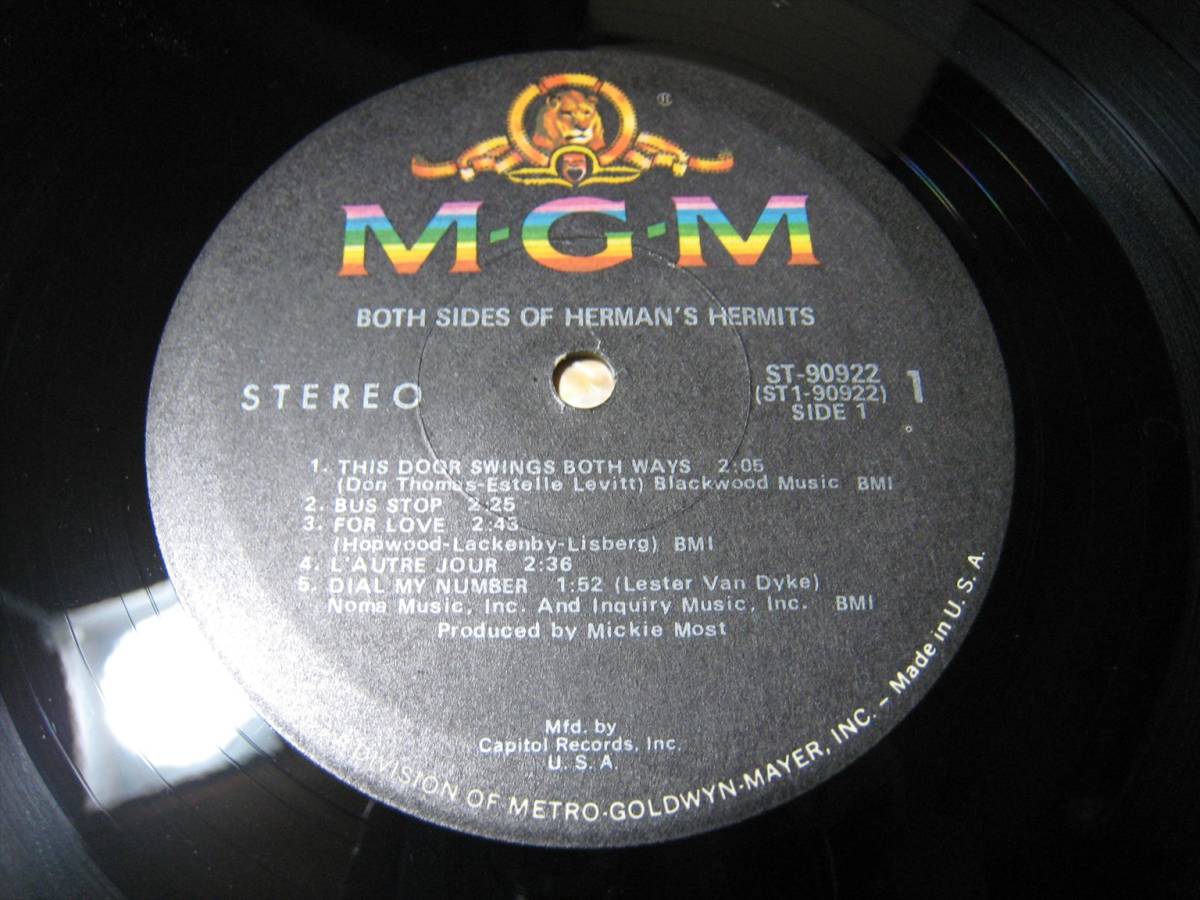 ®
M-G-M
BOTH SIDES OF HERMAN'S HERMITS
STEREO
ST-90922
(ST1-90922)
SIDE 1
1
1. THIS DOOR SWINGS BOTH WAYS 2:05
(Don Thomas-Estelle Levitt) Blackwood Music BMI
2. BUS STOP 2:25
3. FOR LOVE 2:43
(Hopwood-Lackenby-Lisberg) BMI
4. L'AUTRE JOUR 2:36
5. DIAL MY NUMBER 1:52 (Lester Van Dyke)
Noma Music, Inc. And Inquiry Music, Inc. BMI
Produced by Mickie Most
Mfd. by
Capitol Records, Inc.
U. S. A.
DIVISION OF METRO-GOLDWYN-MAYER, INC. – Made in U. S. A.